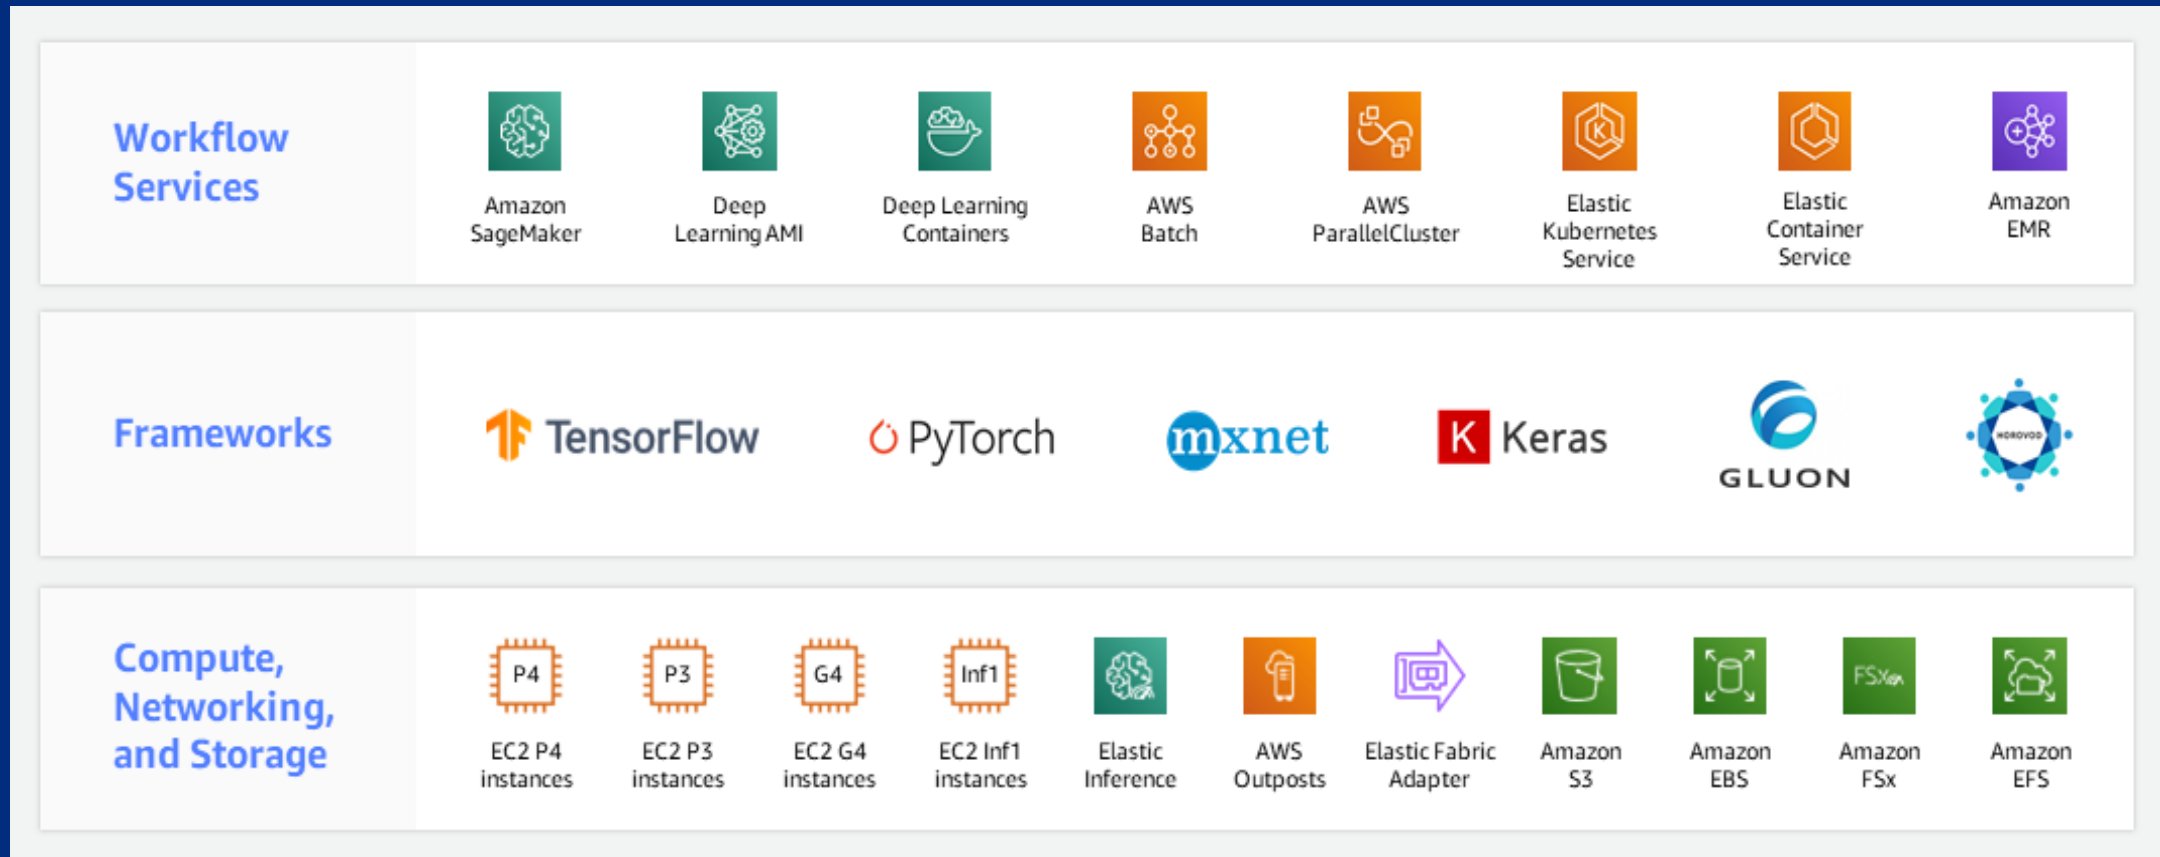 Workflow
Services
Amazon
SageMaker
Deep
Learning AMI
Deep Learning
Containers
AWS
Batch
AWS
ParallelCluster
K
Elastic
Kubernetes
Service
Elastic
Container
Service
Amazon
EMR
Frameworks
TensorFlow
PyTorch
mxnet
K Keras
GLUON
HOROVOD
Compute,
Networking,
and Storage
P4
EC2 P4
instances
P3
EC2 P3
instances
G4
EC2 G4
instances
Inf1
EC2 Inf1
instances
Elastic
Inference
AWS
Outposts
Elastic Fabric
Adapter
Amazon
S3
Amazon
EBS
FSx
Amazon
FSx
Amazon
EFS